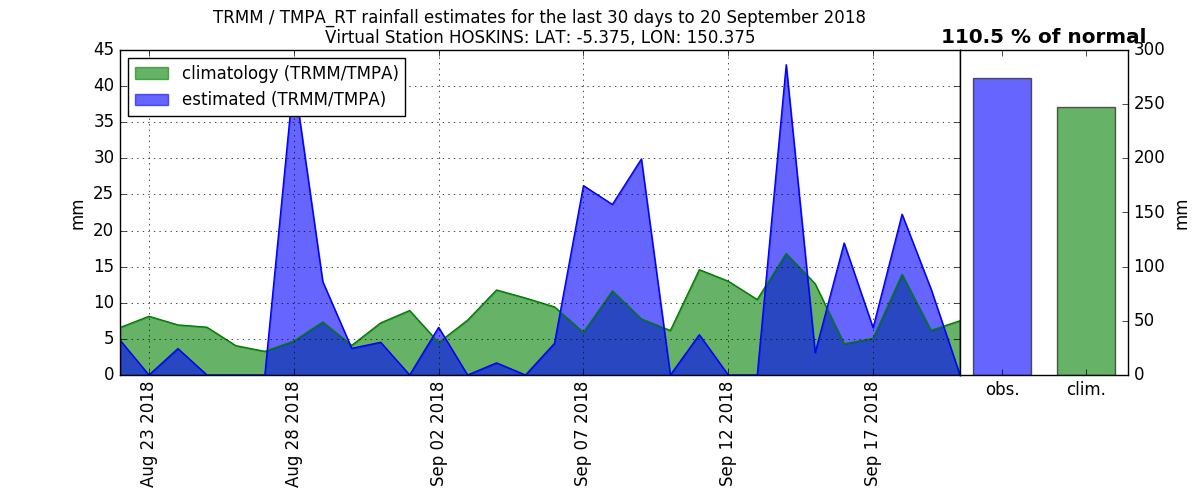 TRMM / TMPA_RT rainfall estimates for the last 30 days to 20 September 2018
Virtual Station HOSKINS: LAT: -5.375, LON: 150.375
110.5 % of normal
climatology (TRMM/TMPA)
estimated (TRMM/TMPA)
45
40
35
30
25
20
15
10
5
0
mm
Aug 23 2018
Aug 28 2018
Sep 02 2018
Sep 07 2018
Sep 12 2018
Sep 17 2018
300
250
200
150
100
50
0
mm
obs.
clim.